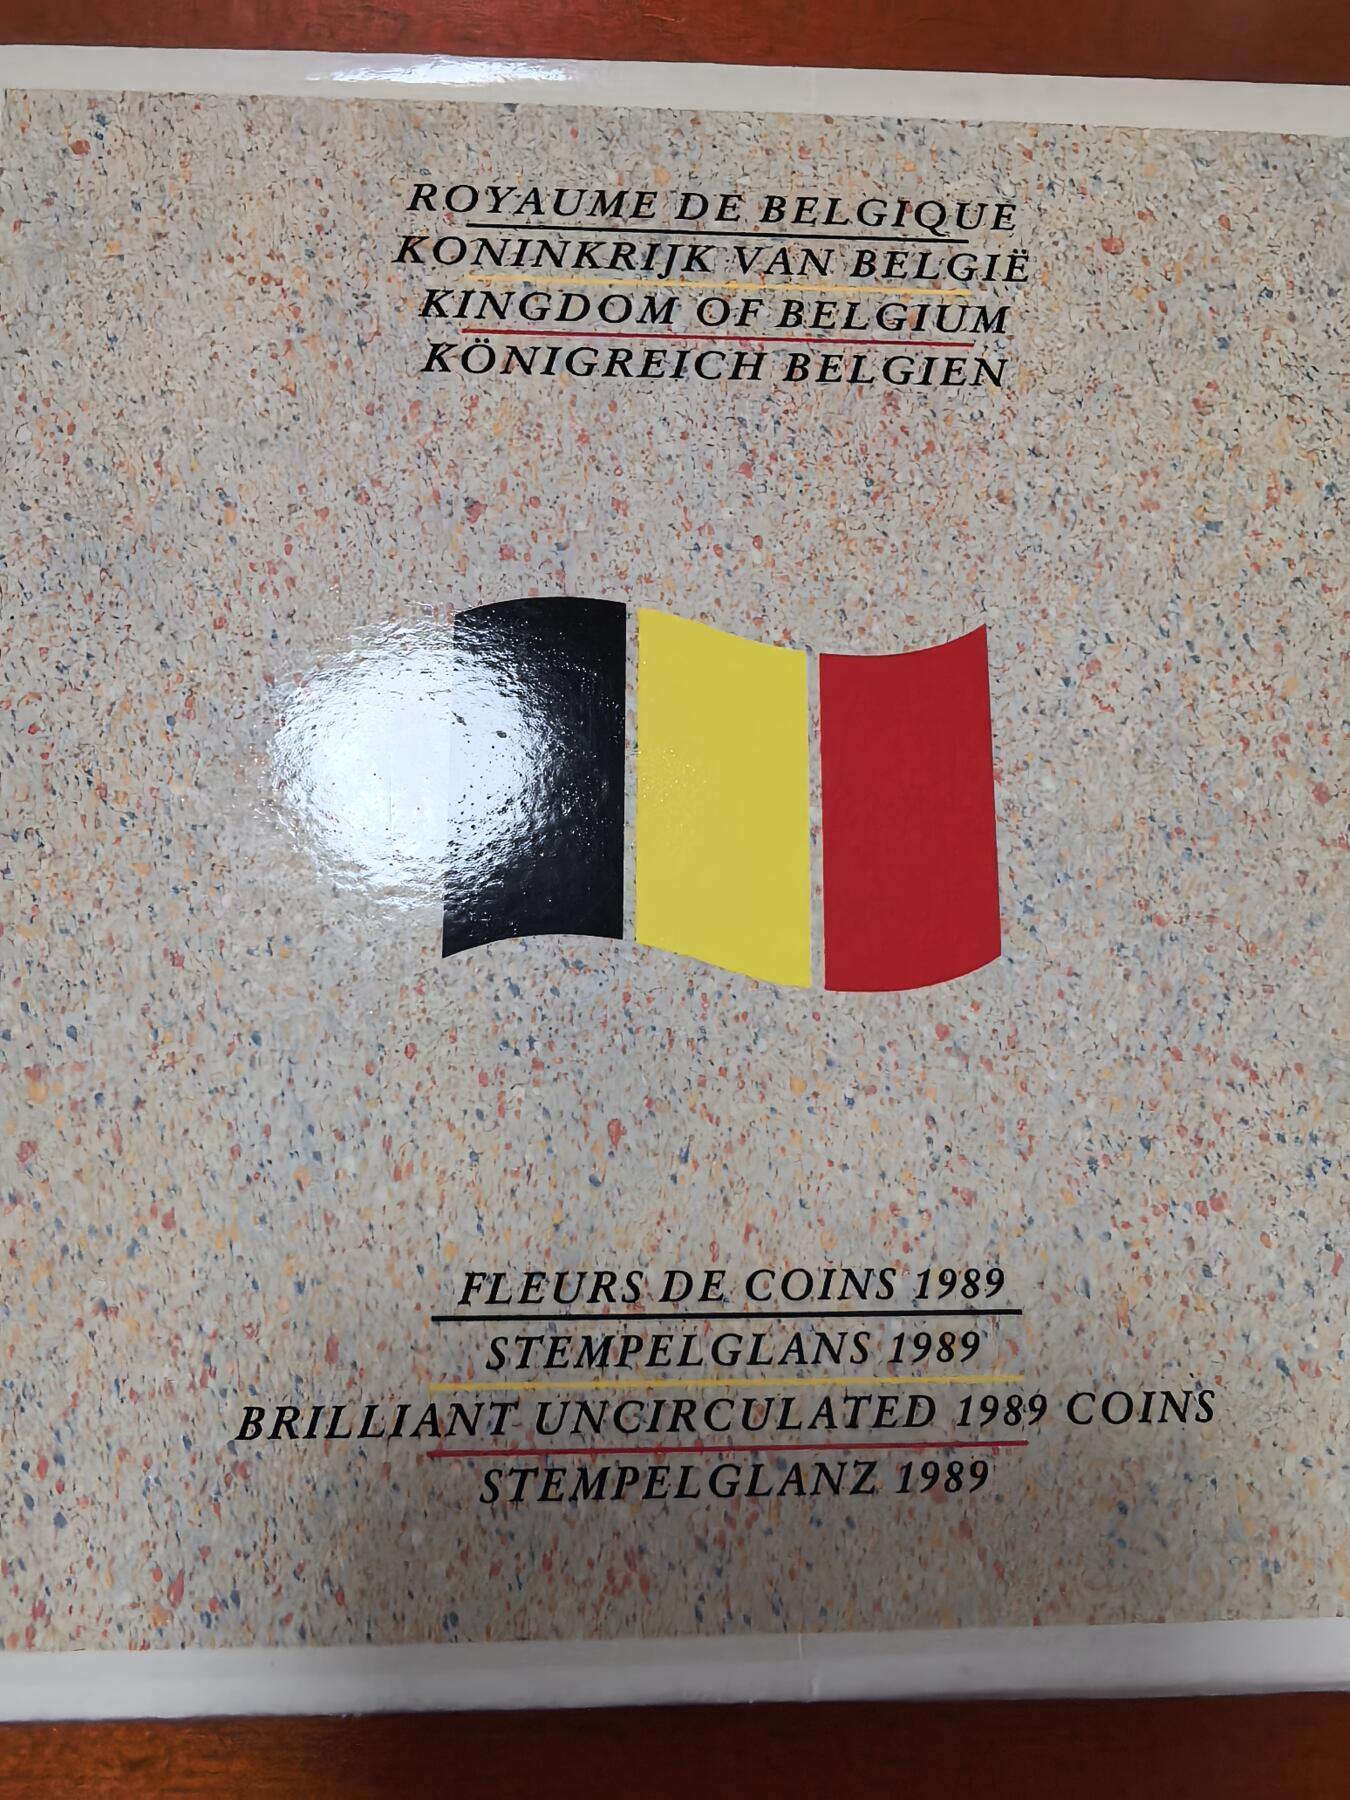 ROYAUME DE BELGIQUE
KONINKRIJK VAN BELGIË
KINGDOM OF BELGIUM
KÖNIGREICH BELGIEN
FLEURS DE COINS 1989
STEMPELGLANS 1989
BRILLIANT UNCIRCULATED 1989 COINS
STEMPELGLANZ 1989